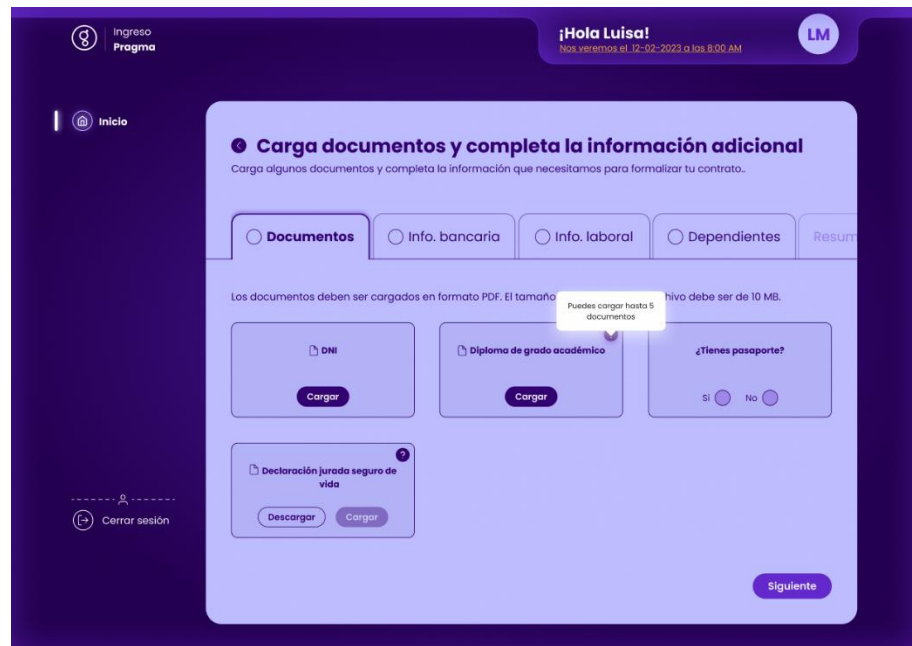 Ingreso
Pragma
¡Hola Luisa!
Nos veremos el 12-02-2023 a las 8:00 AM
LM
Inicio
Carga documentos y completa la información adicional
Carga algunos documentos y completa la información que necesitamos para formalizar tu contrato..
Documentos
Info. bancaria
Info. laboral
Dependientes
Resum
Los documentos deben ser cargados en formato PDF. El tamaño hivo debe ser de 10 MB.
Puedes cargar hasta 5
documentos
DNI
Cargar
Diploma de grado académico
Cargar
¿Tienes pasaporte?
Sí No
?
Declaración jurada seguro de
vida
Descargar Cargar
Cerrar sesión
Siguiente